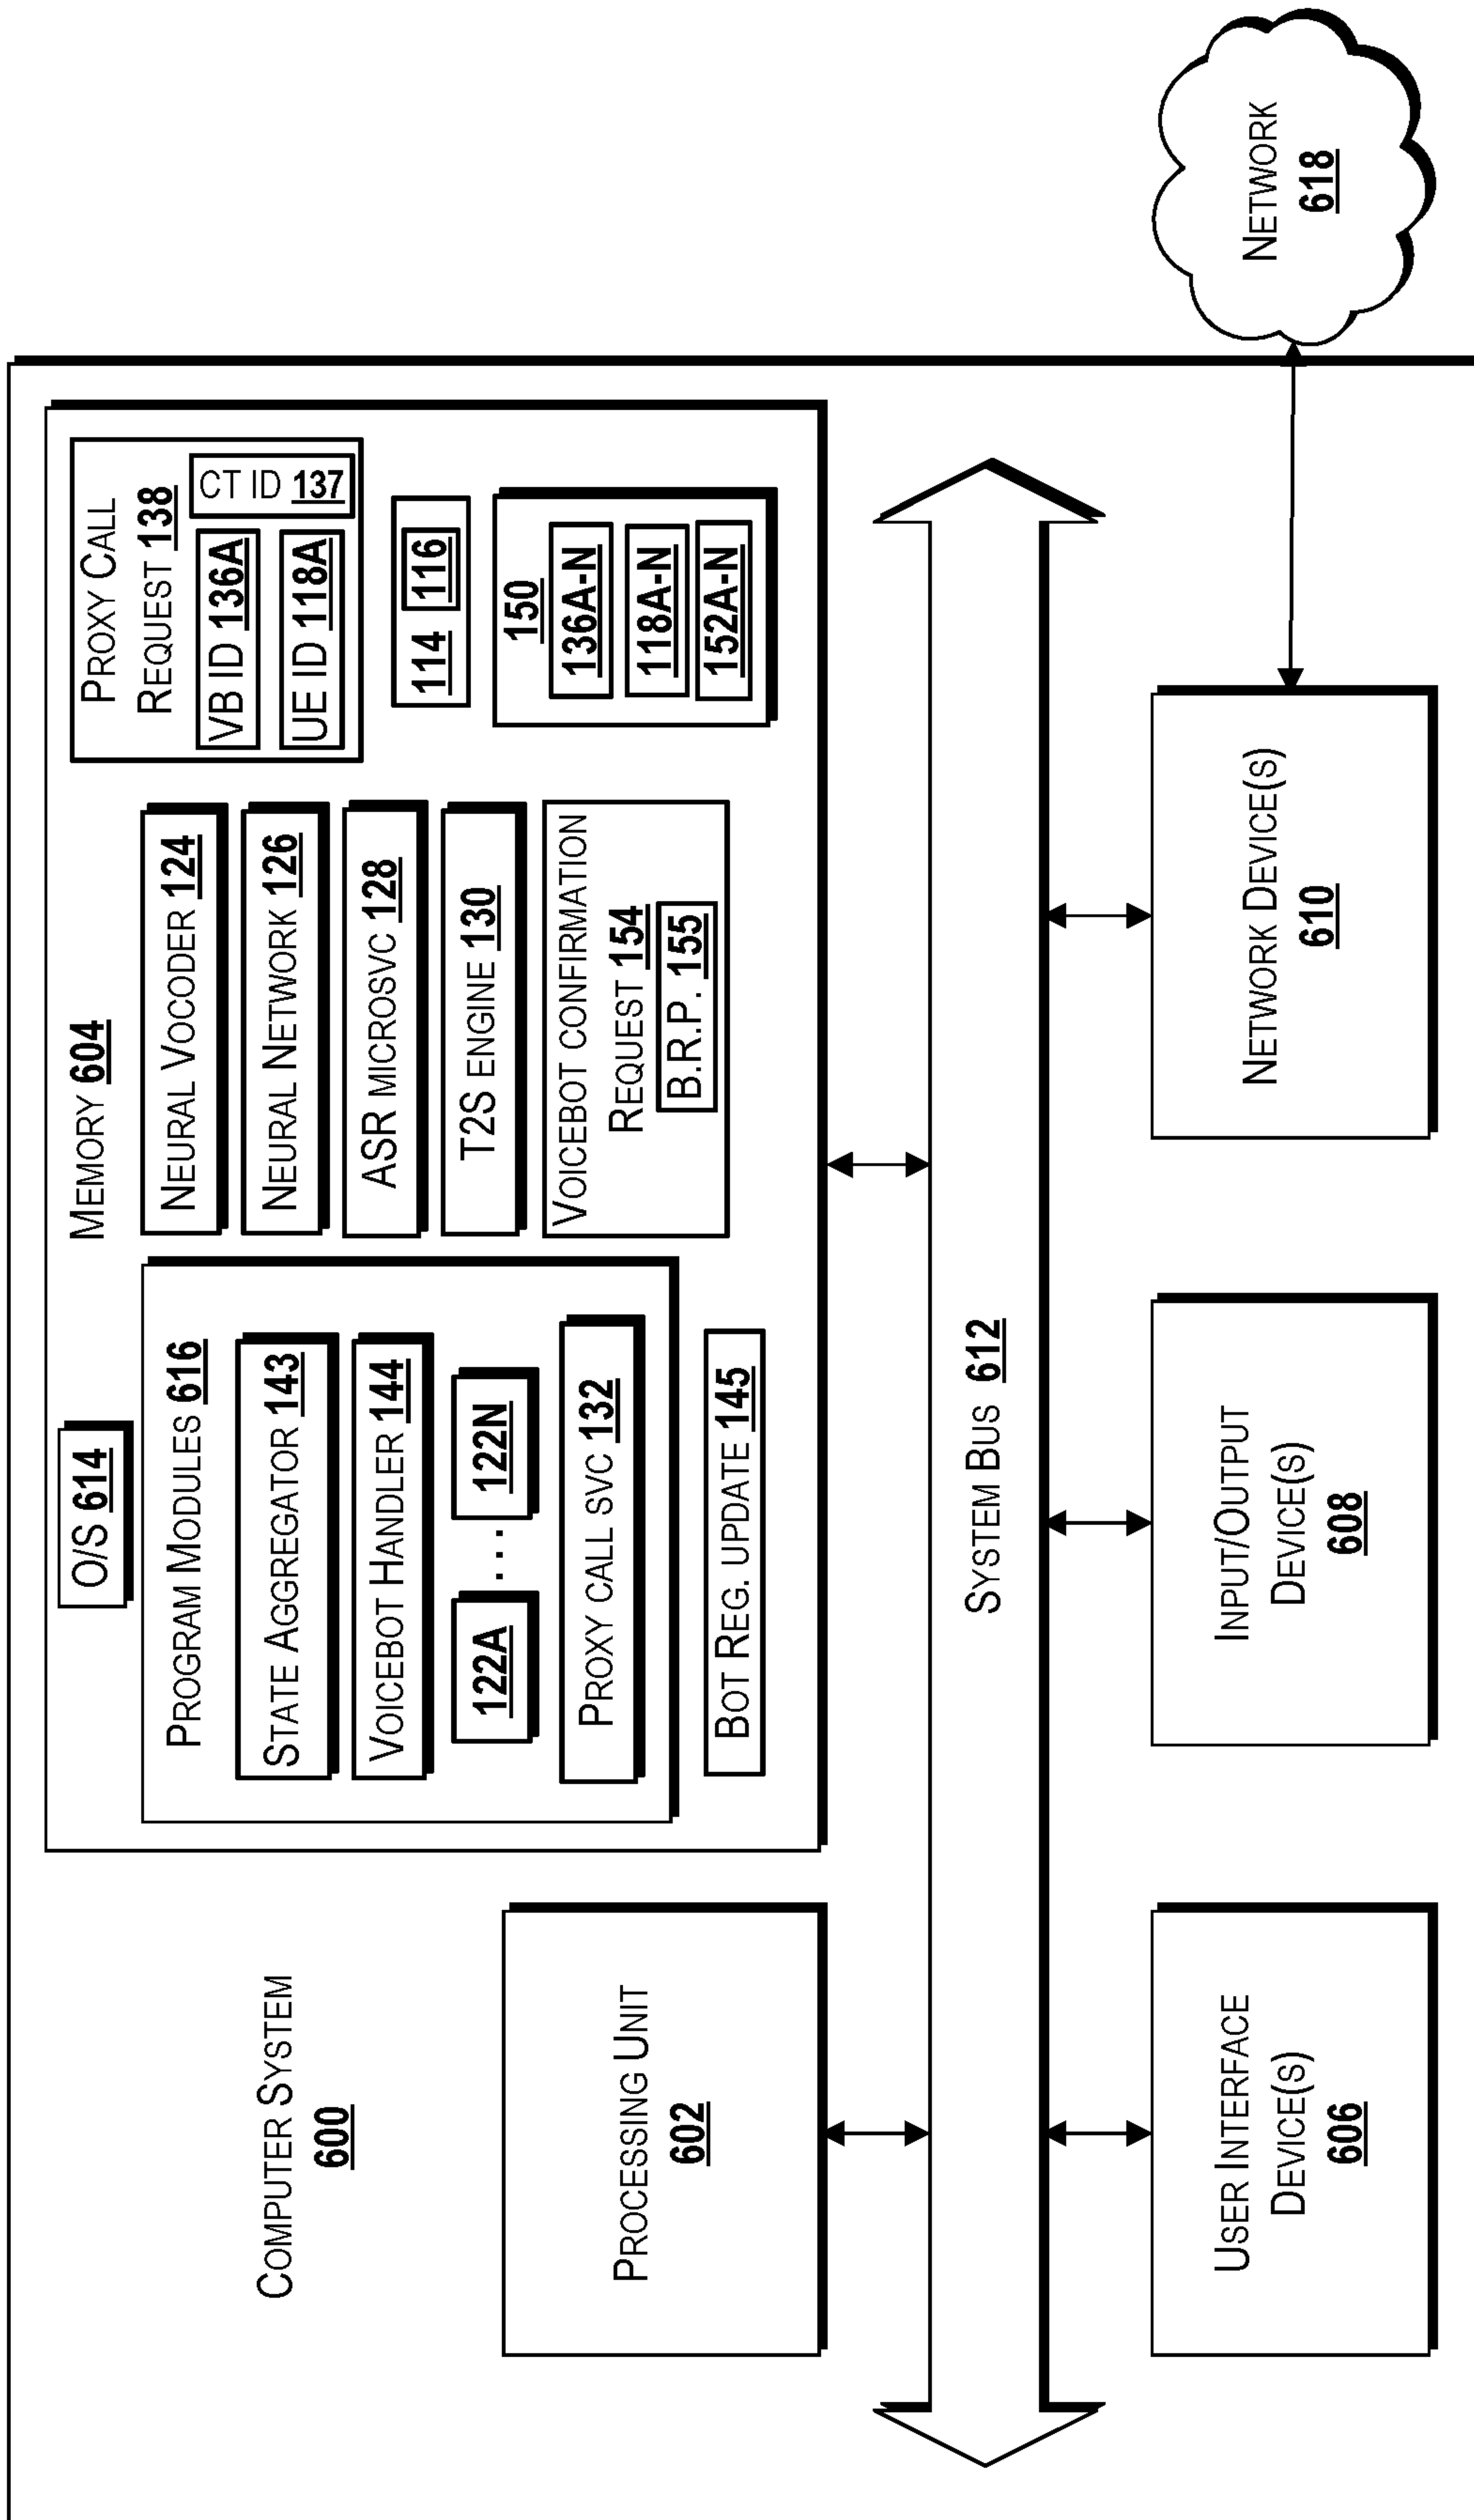 COMPUTER SYSTEM
600
PROCESSING UNIT
602
MEMORY 604
O/S 614
PROGRAM MODULES 616
STATE AGGREGATOR 143
VOICEBOT HANDLER 144
122A ... 122N
PROXY CALL SVC 132
BOT REG. UPDATE 145
NEURAL VOCODER 124
NEURAL NETWORK 126
ASR MICROSVC 128
T2S ENGINE 130
VOICEBOT CONFIRMATION
REQUEST 154
B.R.P. 155
PROXY CALL
REQUEST 138
VB ID 136A
UE ID 118A
CT ID 137
114 116
150
136A-N
118A-N
152A-N
SYSTEM BUS 612
USER INTERFACE
DEVICE(S)
606
INPUT/OUTPUT
DEVICE(S)
608
NETWORK DEVICE(S)
610
NETWORK
618